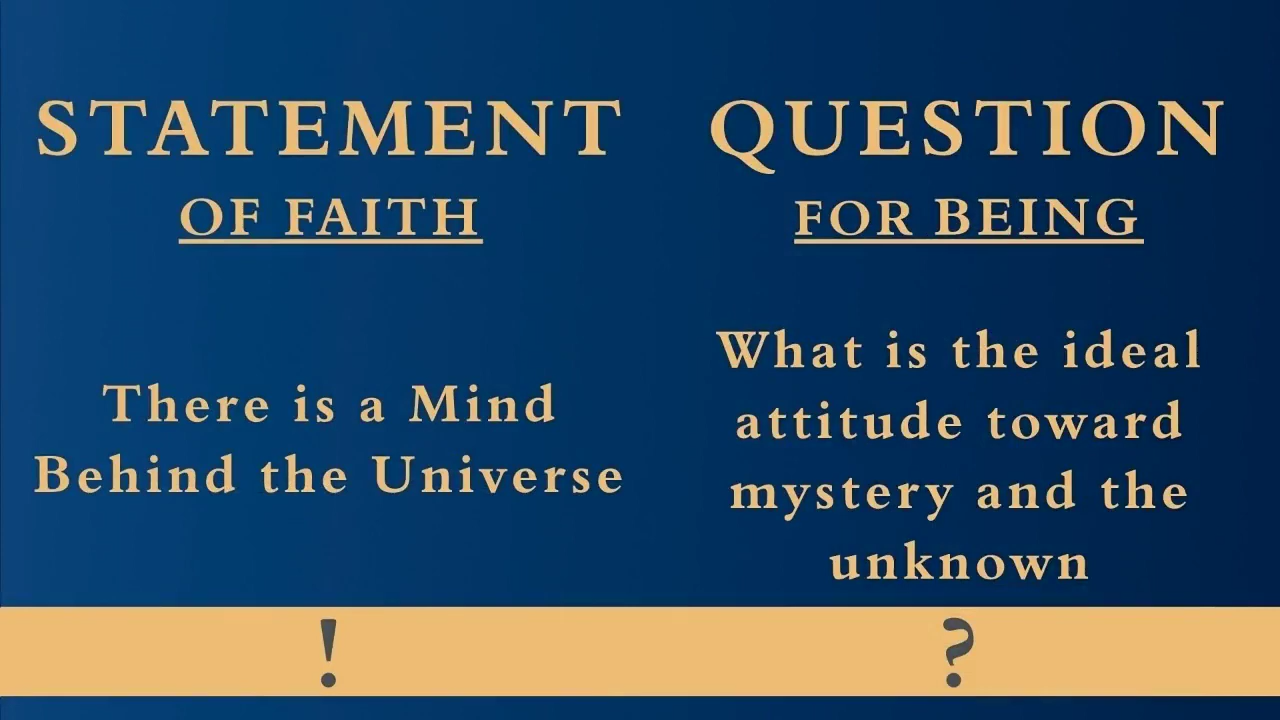 STATEMENT
OF FAITH
There is a Mind
Behind the Universe
!
QUESTION
FOR BEING
What is the ideal
attitude toward
mystery and the
unknown
?